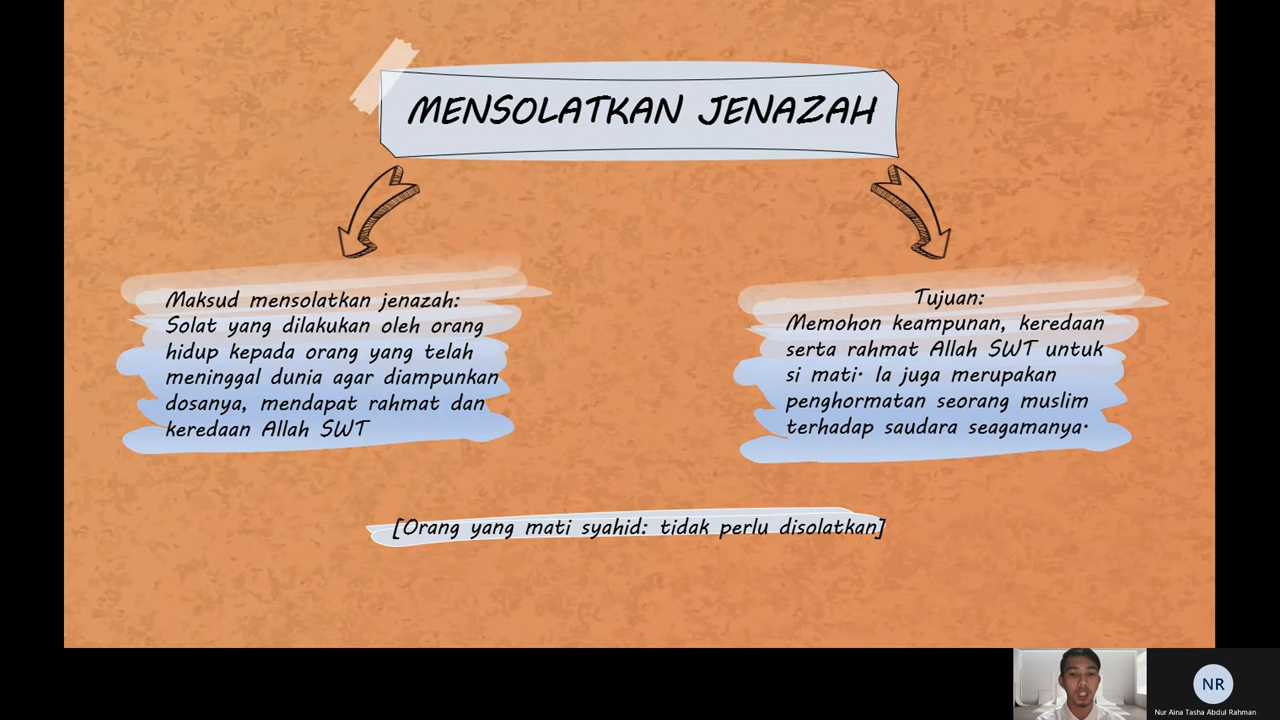 MENSOLATKAN JENAZAH
Maksud mensolatkan jenazah:
Solat yang dilakukan oleh orang
hidup kepada orang yang telah
meninggal dunia agar diampunkan
dosanya, mendapat rahmat dan
keredaan Allah SWT
Tujuan:
Memohon keampunan, keredaan
serta rahmat Allah SWT untuk
si mati. Ia juga merupakan
penghormatan seorang muslim
terhadap saudara seagamanya.
[Orang yang mati syahid: tidak perlu disolatkan]
NR
Nur Aina Tasha Abdul Rahman